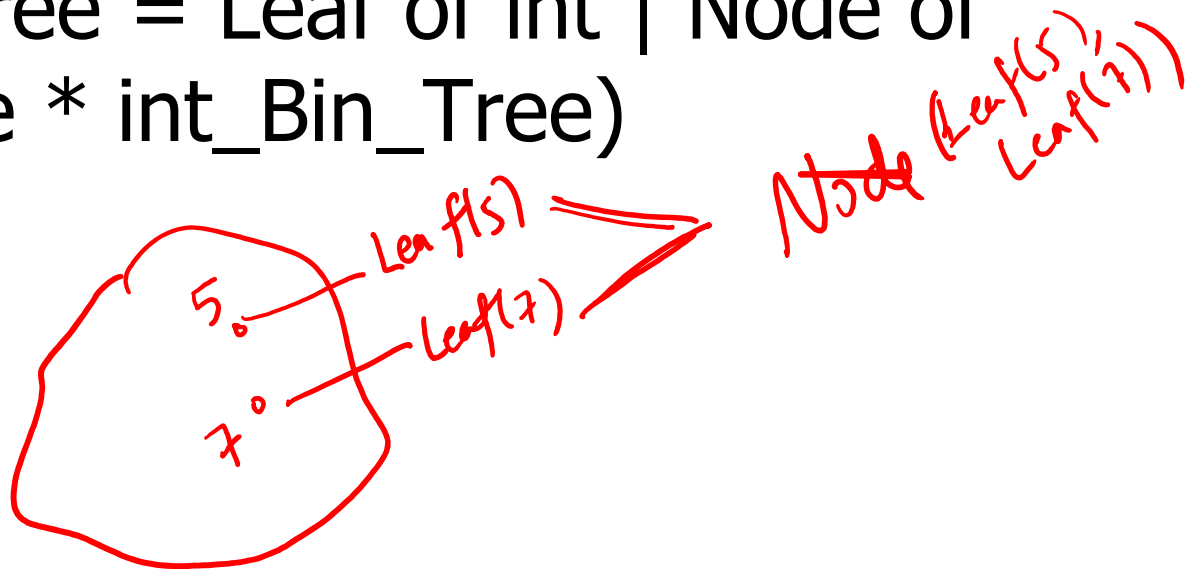 ree = Leaf of int | Node of
e * int_Bin_Tree)
Node (Leaf(5),
Leaf(7))
Leaf(5)
5
Leaf(7)
7